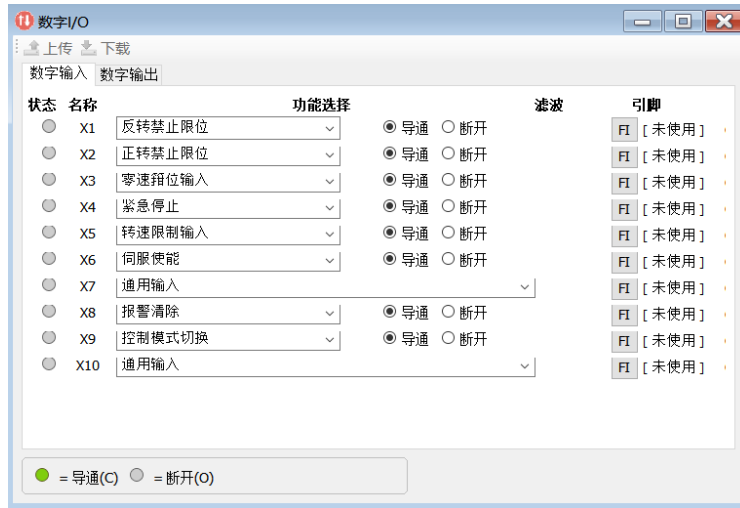 数字I/O
上传 下载
数字输入 数字输出
状态 名称 功能选择 滤波 引脚
X1 反转禁止限位 导通 断开 FI [ 未使用 ]
X2 正转禁止限位 导通 断开 FI [ 未使用 ]
X3 零速箝位输入 导通 断开 FI [ 未使用 ]
X4 紧急停止 导通 断开 FI [ 未使用 ]
X5 转速限制输入 导通 断开 FI [ 未使用 ]
X6 伺服使能 导通 断开 FI [ 未使用 ]
X7 通用输入 FI [ 未使用 ]
X8 报警清除 导通 断开 FI [ 未使用 ]
X9 控制模式切换 导通 断开 FI [ 未使用 ]
X10 通用输入 FI [ 未使用 ]
= 导通(C) = 断开(O)